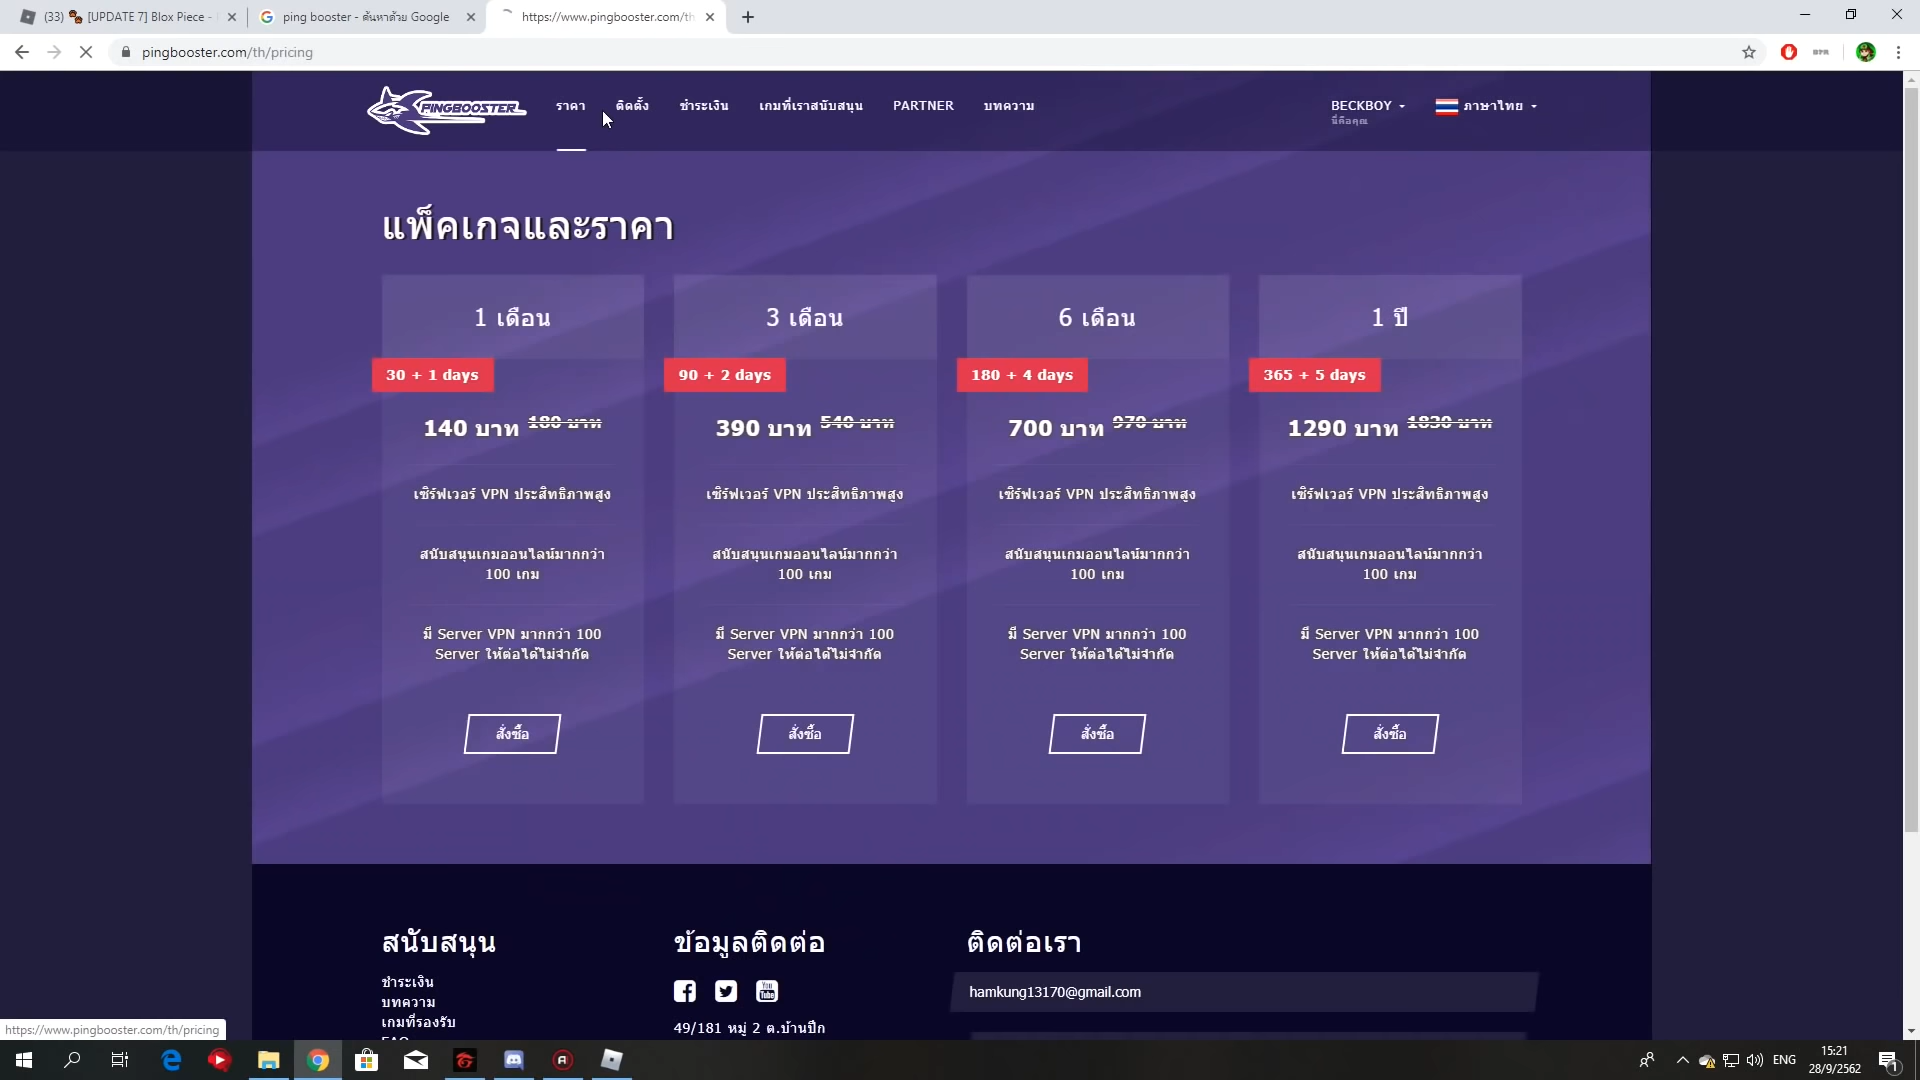 (33) [UPDATE 7] Blox Piece -
ping booster - ค้นหาด้วย Google
https://www.pingbooster.com/th
pingbooster.com/th/pricing
PINGBOOSTER
ราคา
ติดตั้ง
ชำระเงิน
เกมที่เราสนับสนุน
PARTNER
บทความ
BECKBOY
นี่คือคุณ
ภาษาไทย
แพ็คเกจและราคา
1 เดือน
30 + 1 days
140 บาท 180 บาท
เซิร์ฟเวอร์ VPN ประสิทธิภาพสูง
สนับสนุนเกมออนไลน์มากกว่า
100 เกม
มี Server VPN มากกว่า 100
Server ให้ต่อได้ไม่จำกัด
สั่งซื้อ
3 เดือน
90 + 2 days
390 บาท 540 บาท
เซิร์ฟเวอร์ VPN ประสิทธิภาพสูง
สนับสนุนเกมออนไลน์มากกว่า
100 เกม
มี Server VPN มากกว่า 100
Server ให้ต่อได้ไม่จำกัด
สั่งซื้อ
6 เดือน
180 + 4 days
700 บาท 970 บาท
เซิร์ฟเวอร์ VPN ประสิทธิภาพสูง
สนับสนุนเกมออนไลน์มากกว่า
100 เกม
มี Server VPN มากกว่า 100
Server ให้ต่อได้ไม่จำกัด
สั่งซื้อ
1 ปี
365 + 5 days
1290 บาท 1830 บาท
เซิร์ฟเวอร์ VPN ประสิทธิภาพสูง
สนับสนุนเกมออนไลน์มากกว่า
100 เกม
มี Server VPN มากกว่า 100
Server ให้ต่อได้ไม่จำกัด
สั่งซื้อ
สนับสนุน
ชำระเงิน
บทความ
เกมที่รองรับ
ข้อมูลติดต่อ
You Tube
49/181 หมู่ 2 ต.บ้านปึก
ติดต่อเรา
hamkung13170@gmail.com
https://www.pingbooster.com/th/pricing
ENG
15:21
28/9/2562
1